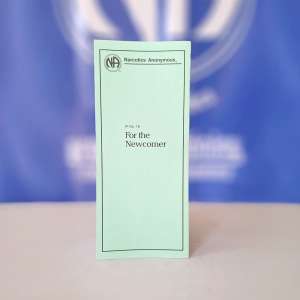 NA
Narcotics Anonymous®
IP No. 16
For the
Newcomer